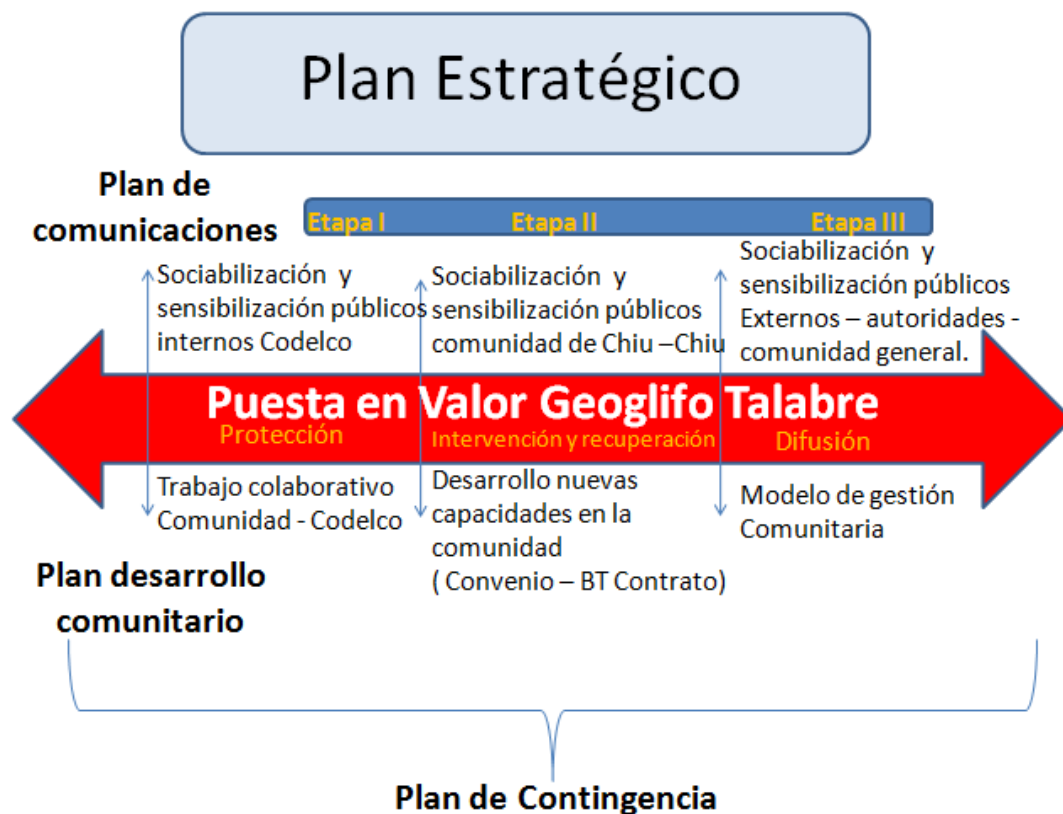 Plan Estratégico
Plan de
comunicaciones
Etapa I
Etapa II
Etapa III
Sociabilización y
sensibilización públicos
internos Codelco
Sociabilización y
sensibilización públicos
comunidad de Chiu –Chiu
Sociabilización y
sensibilización públicos
Externos – autoridades -
comunidad general.
Puesta en Valor Geoglifo Talabre
Protección
Intervención y recuperación
Difusión
Trabajo colaborativo
Comunidad - Codelco
Desarrollo nuevas
capacidades en la
comunidad
( Convenio – BT Contrato)
Modelo de gestión
Comunitaria
Plan desarrollo
comunitario
Plan de Contingencia